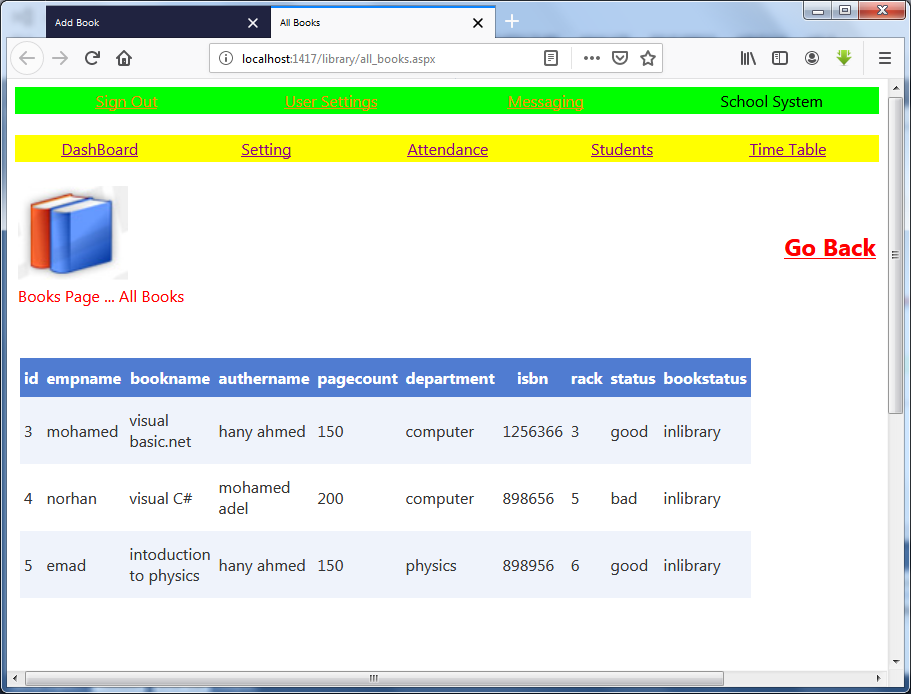 Add Book
All Books
localhost:1417/library/all_books.aspx
Sign Out User Settings Messaging School System
DashBoard Setting Attendance Students Time Table
Go Back
Books Page ... All Books
id empname bookname authername pagecount department isbn rack status bookstatus
3 mohamed visual basic.net hany ahmed 150 computer 1256366 3 good inlibrary
4 norhan visual C# mohamed adel 200 computer 898656 5 bad inlibrary
5 emad intoduction to physics hany ahmed 150 physics 898956 6 good inlibrary